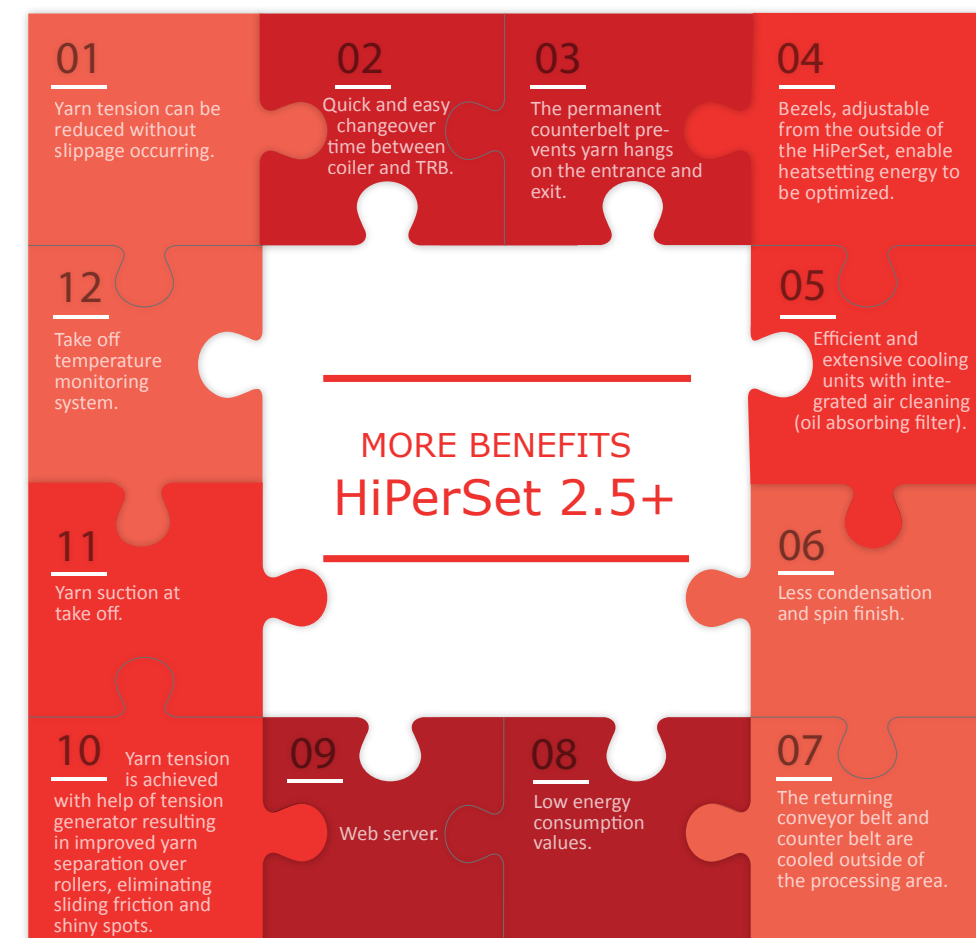 01
Yarn tension can be
reduced without
slippage occurring.
02
Quick and easy
changeover
time between
coiler and TRB.
03
The permanent
counterbelt pre-
vents yarn hangs
on the entrance and
exit.
04
Bezels, adjustable
from the outside of
the HiPerSet, enable
heatsetting energy to
be optimized.
05
Efficient and
extensive cooling
units with inte-
grated air cleaning
(oil absorbing filter).
06
Less condensation
and spin finish.
07
The returning
conveyor belt and
counter belt are
cooled outside of
the processing area.
08
Low energy
consumption
values.
09
Web server.
10
Yarn tension
is achieved
with help of tension
generator resulting
in improved yarn
separation over
rollers, eliminating
sliding friction and
shiny spots.
11
Yarn suction at
take off.
12
Take off
temperature
monitoring
system.
MORE BENEFITS
HiPerSet 2.5+